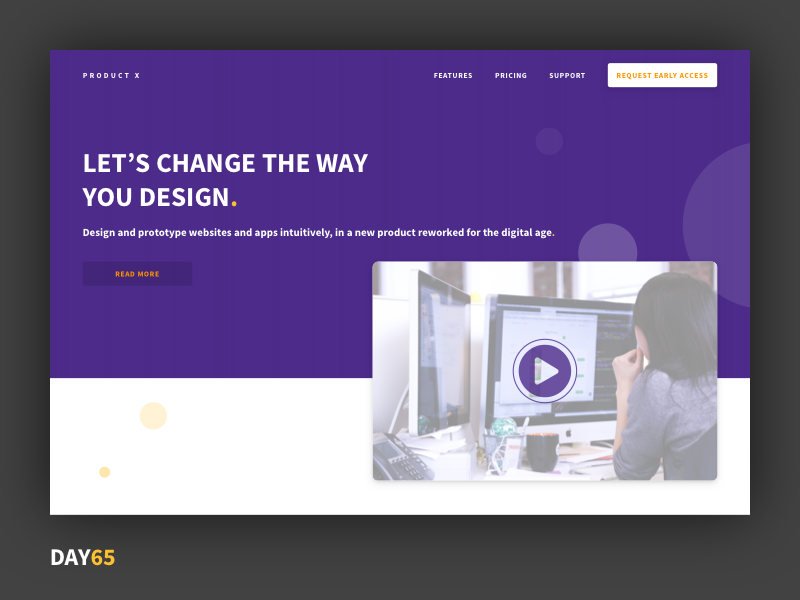 PRODUCT X
FEATURES PRICING SUPPORT REQUEST EARLY ACCESS
LET’S CHANGE THE WAY
YOU DESIGN.
Design and prototype websites and apps intuitively, in a new product reworked for the digital age.
READ MORE
DAY65